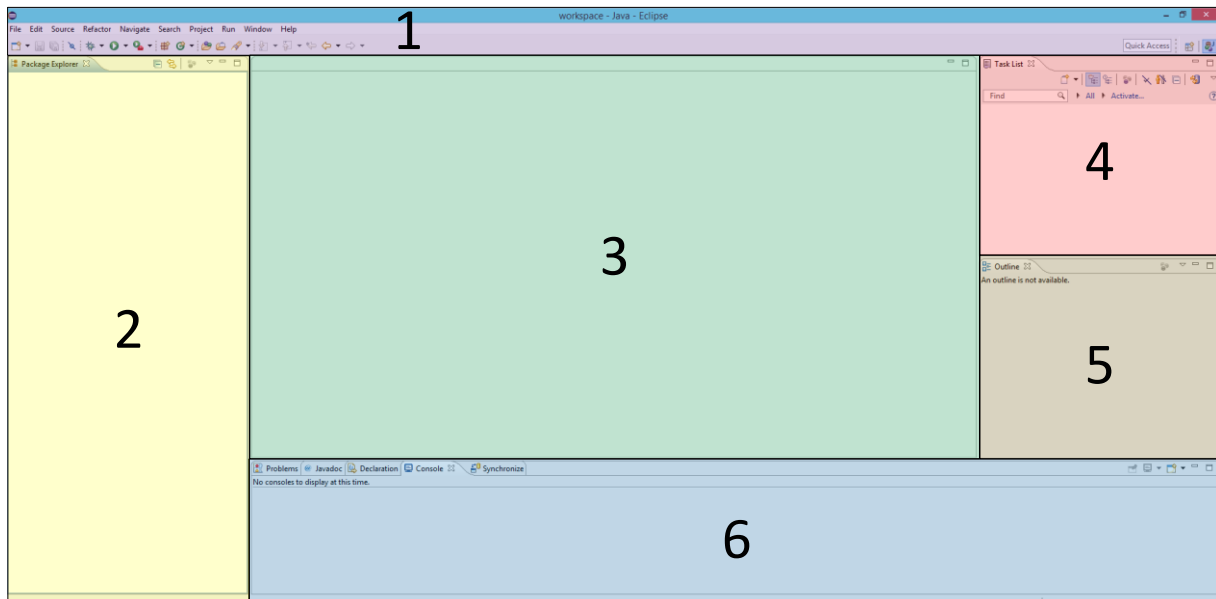 workspace - Java - Eclipse
1
File Edit Source Refactor Navigate Search Project Run Window Help
Quick Access
Package Explorer
2
3
Task List
Find All Activate...
4
Outline
An outline is not available.
5
Problems Javadoc Declaration Console Synchronize
No consoles to display at this time.
6